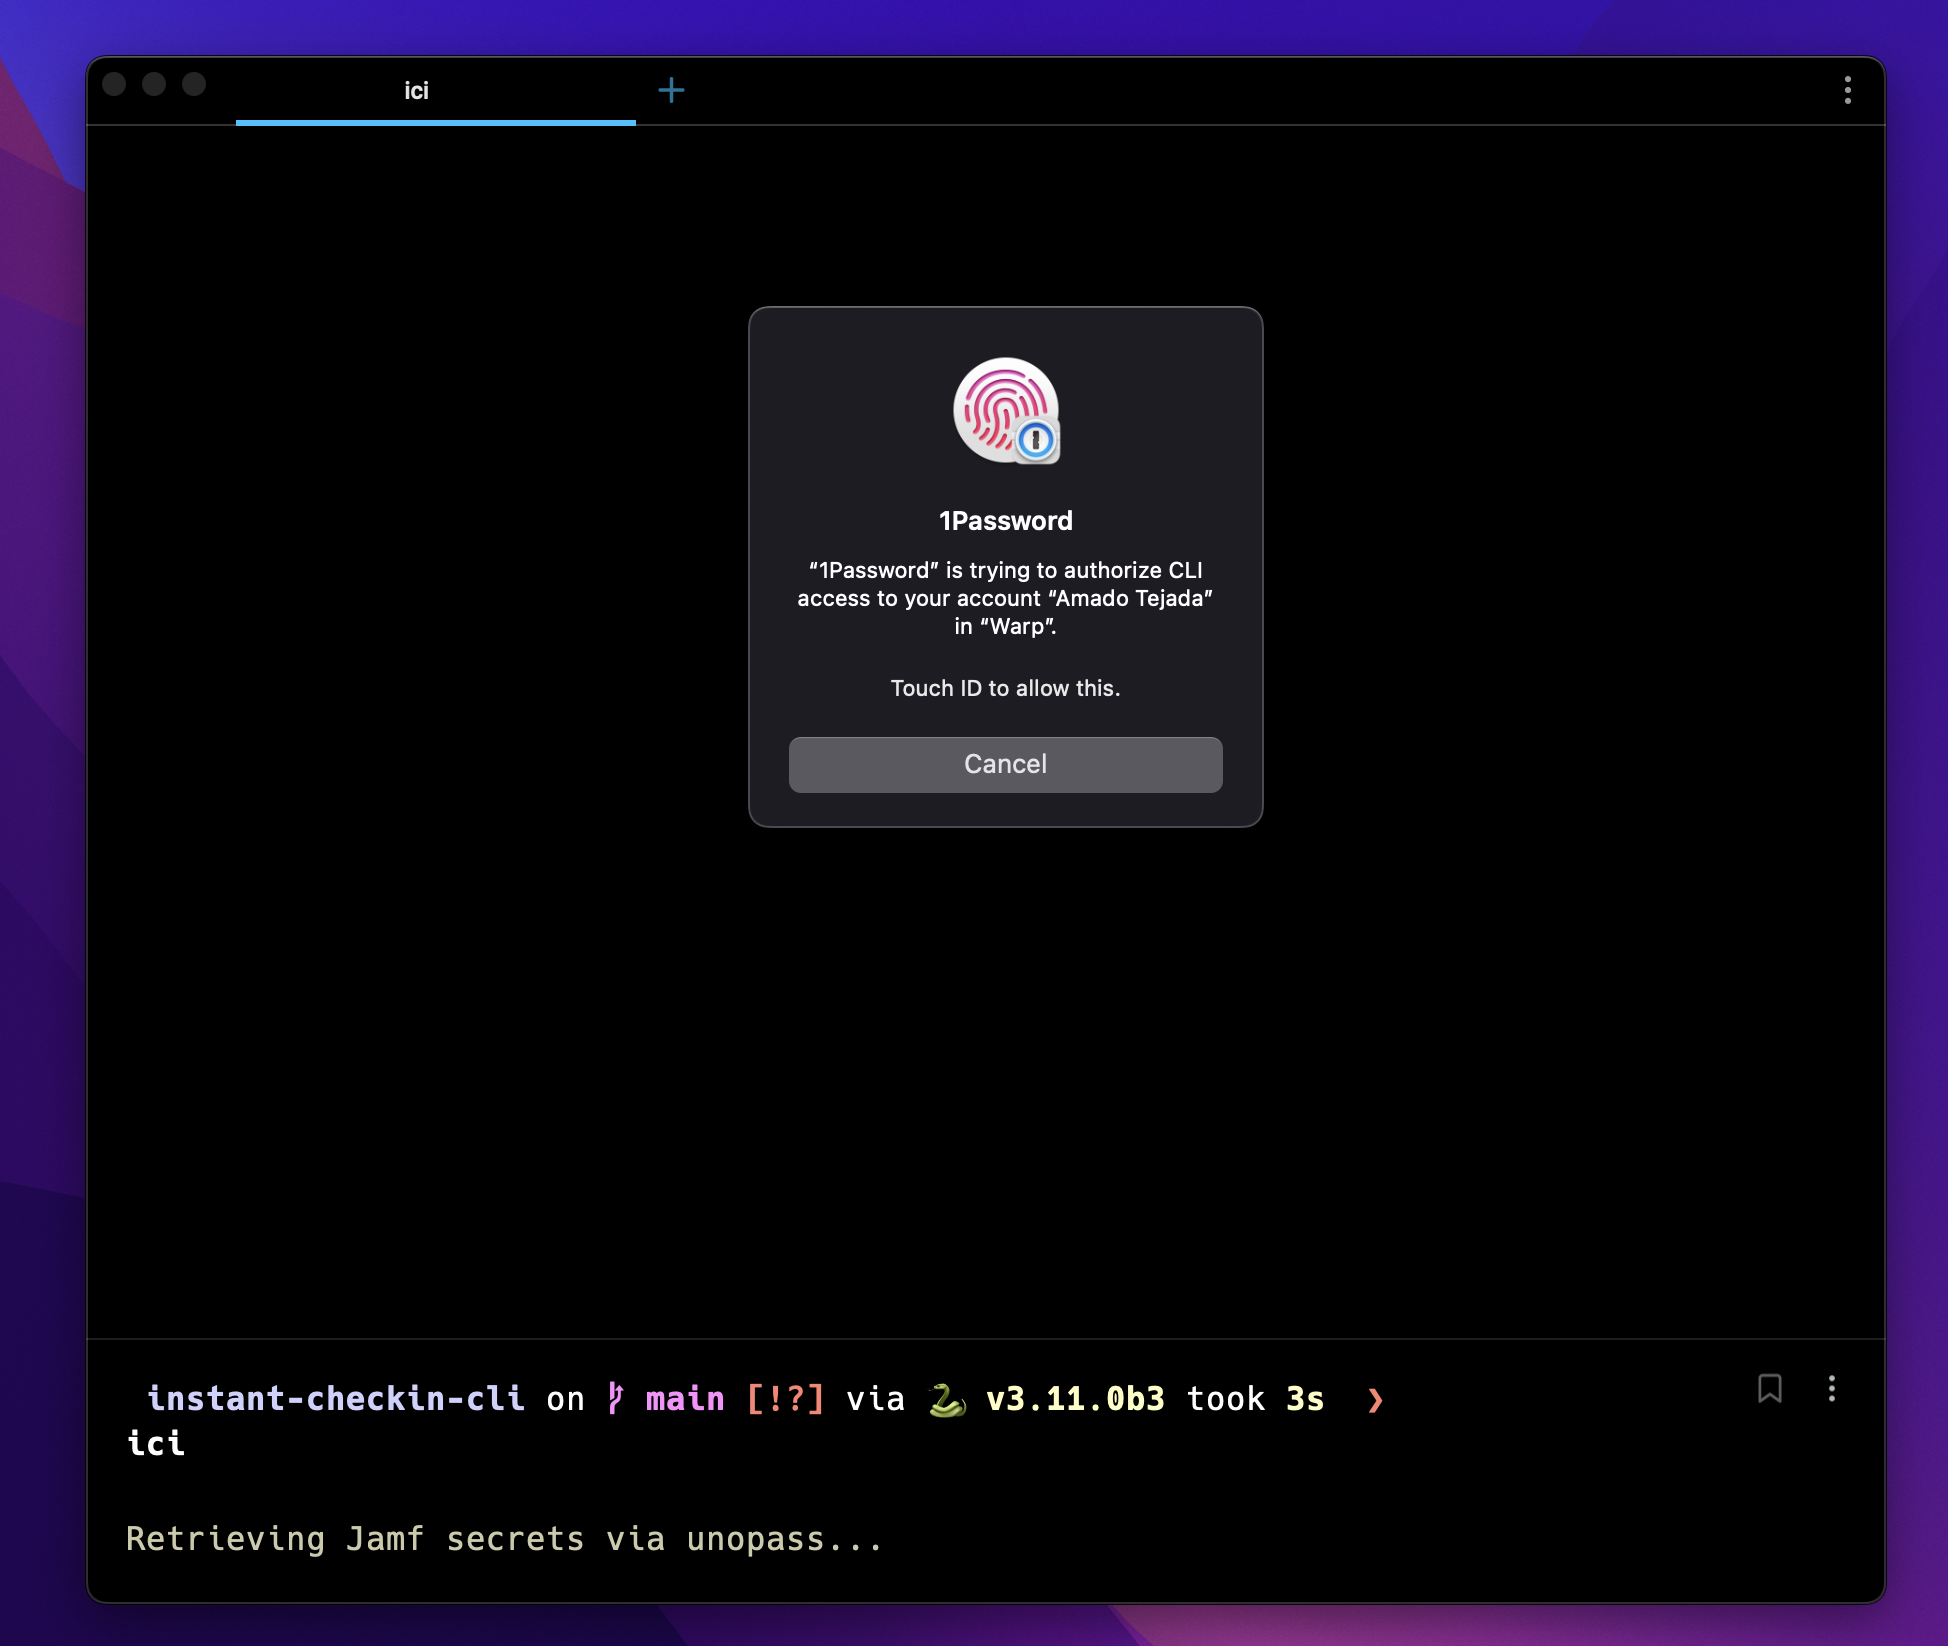 ici
1Password
“1Password” is trying to authorize CLI
access to your account “Amado Tejada”
in “Warp”.
Touch ID to allow this.
Cancel
instant-checkin-cli on main [!?] via 🐍 v3.11.0b3 took 3s ❯
ici
Retrieving Jamf secrets via unopass...